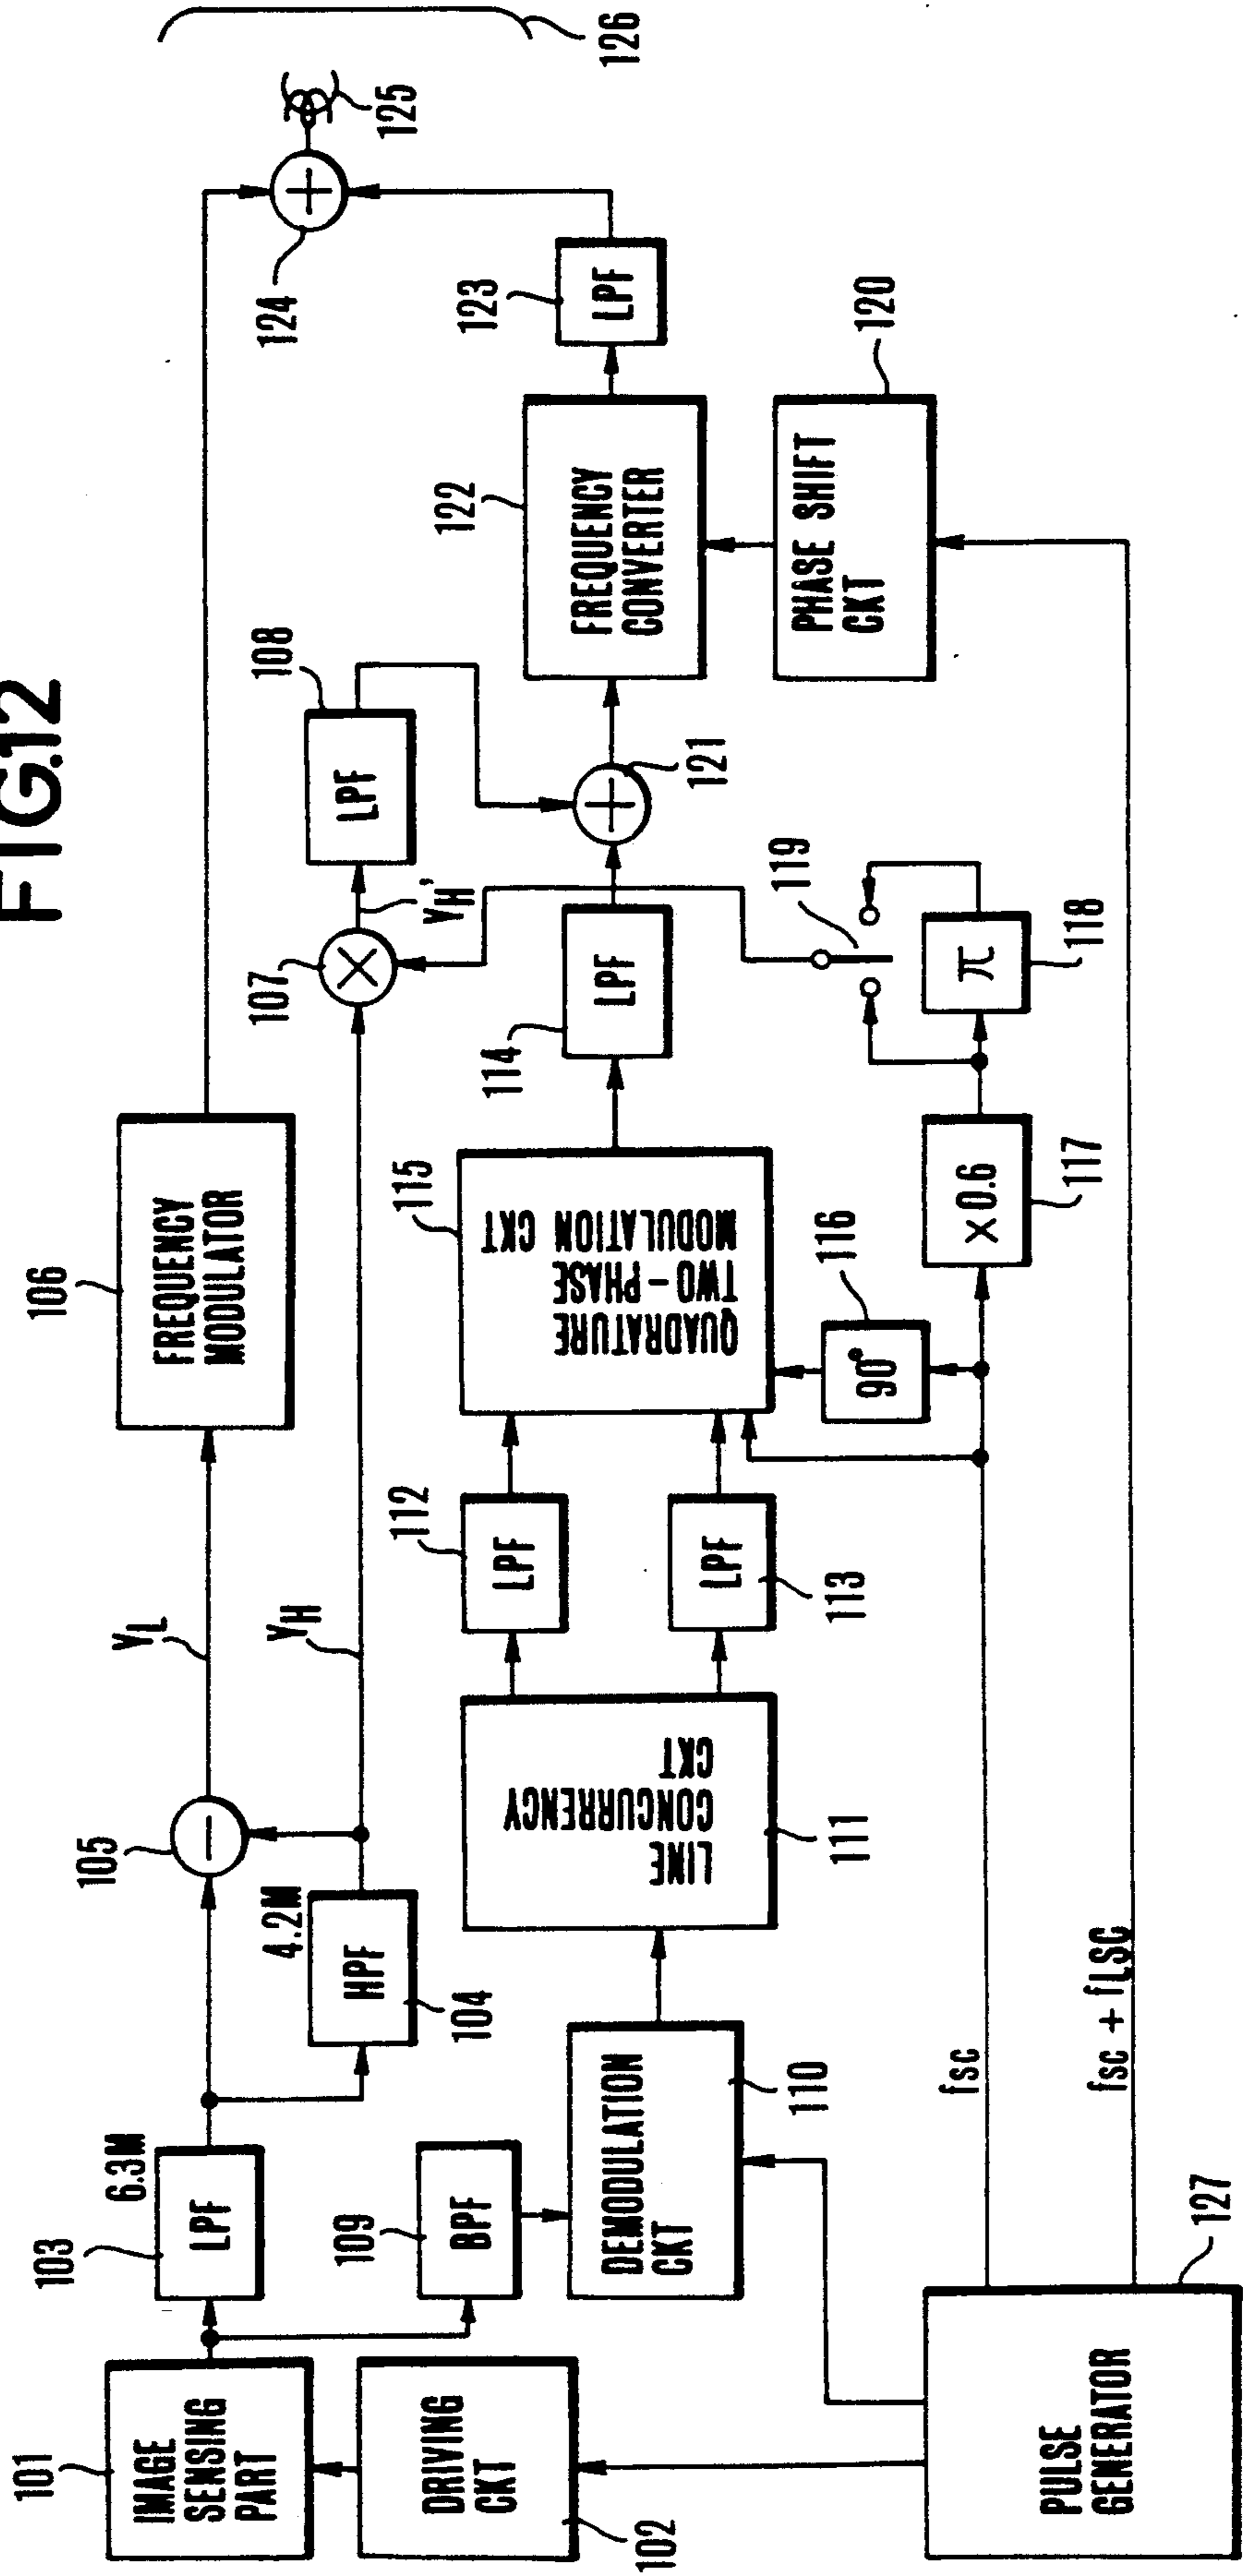 FIG.12
101
IMAGE
SENSING
PART
102
DRIVING
CKT
103
LPF
6.3M
104
HPF
4.2M
105
−
YL
YH
106
FREQUENCY
MODULATOR
107
×
YH'
108
LPF
109
BPF
110
DEMODULATION
CKT
111
LINE
CONCURRENCY
CKT
112
LPF
113
LPF
115
QUADRATURE
TWO-PHASE
MODULATION CKT
114
LPF
116
90°
117
×0.6
118
π
119
120
PHASE SHIFT
CKT
121
+
122
FREQUENCY
CONVERTER
123
LPF
124
+
125
126
127
PULSE
GENERATOR
fsc
fsc + fLSC